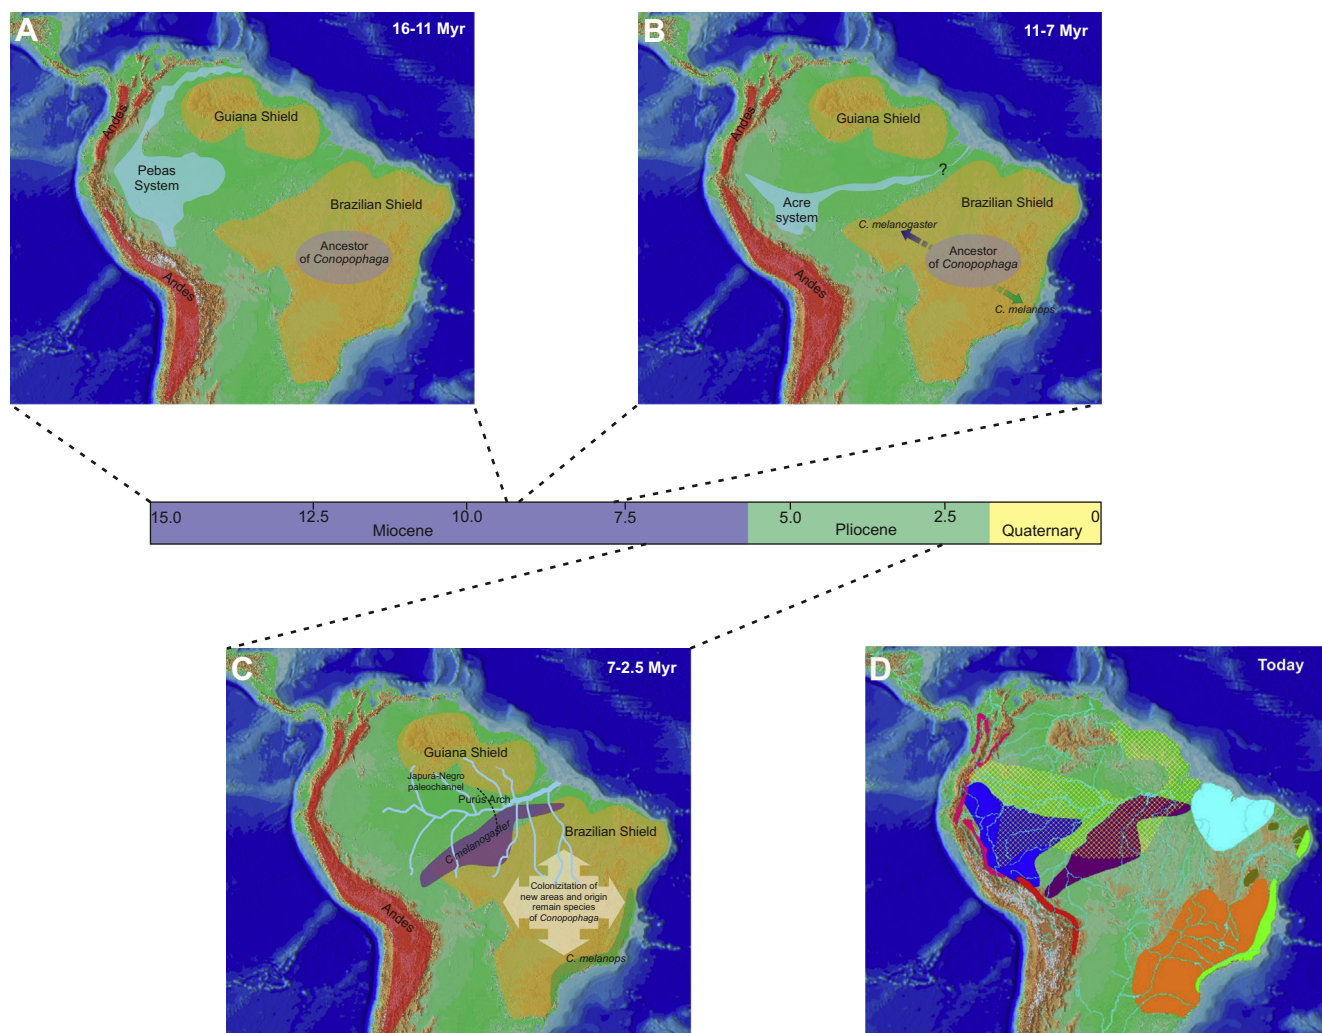 A
16-11 Myr
Andes
Guiana Shield
Pebas
System
Brazilian Shield
Ancestor
of Conopophaga
Andes
B
11-7 Myr
Andes
Guiana Shield
?
Acre
system
Brazilian Shield
C. melanogaster
Ancestor
of Conopophaga
Andes
C. melanops
15.0
12.5
10.0
7.5
5.0
2.5
0
Miocene
Pliocene
Quaternary
C
7-2.5 Myr
Guiana Shield
Japurá-Negro
paleochannel
Purus Arch
C. melanogaster
Brazilian Shield
Colonizitation of
new areas and origin
remain species
of Conopophaga
Andes
C. melanops
D
Today